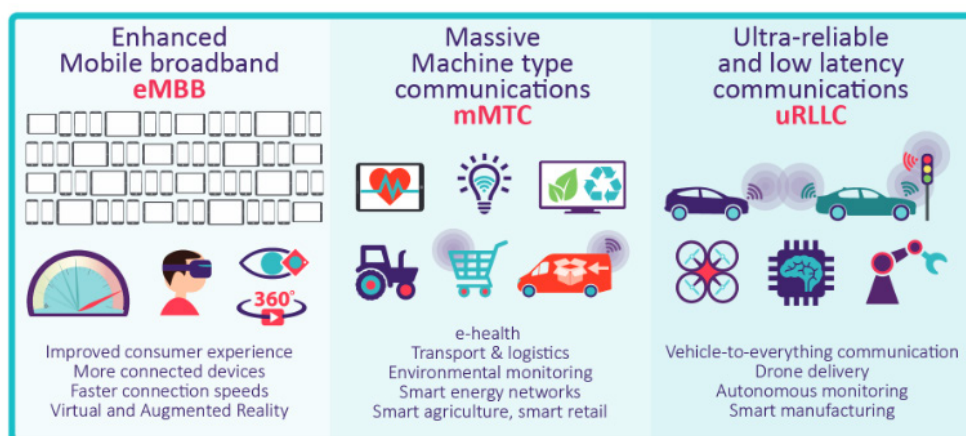 Enhanced
Mobile broadband
eMBB
360°
Improved consumer experience
More connected devices
Faster connection speeds
Virtual and Augmented Reality
Massive
Machine type
communications
mMTC
e-health
Transport & logistics
Environmental monitoring
Smart energy networks
Smart agriculture, smart retail
Ultra-reliable
and low latency
communications
uRLLC
Vehicle-to-everything communication
Drone delivery
Autonomous monitoring
Smart manufacturing